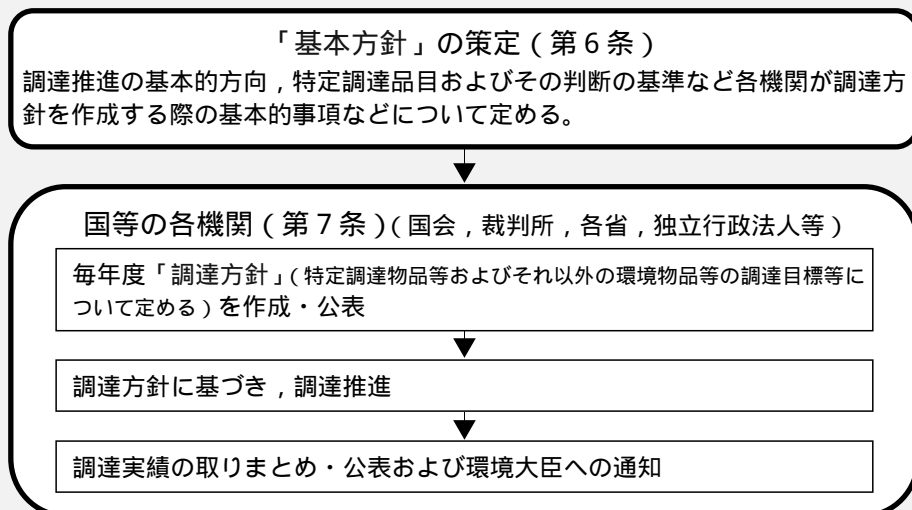 「基本方針」の策定(第6条)
調達推進の基本的方向,特定調達品目およびその判断の基準など各機関が調達方
針を作成する際の基本的事項などについて定める。
国等の各機関(第7条)(国会,裁判所,各省,独立行政法人等)
毎年度「調達方針」(特定調達物品等およびそれ以外の環境物品等の調達目標等に
ついて定める)を作成・公表
調達方針に基づき,調達推進
調達実績の取りまとめ・公表および環境大臣への通知